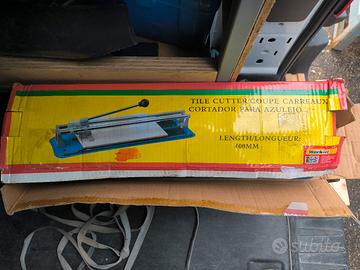 TILE CUTTER/COUPE CARREAUX
CORTADOR PARA AZULEJO
LENGTH/LONGUEUR:
600MM
subito